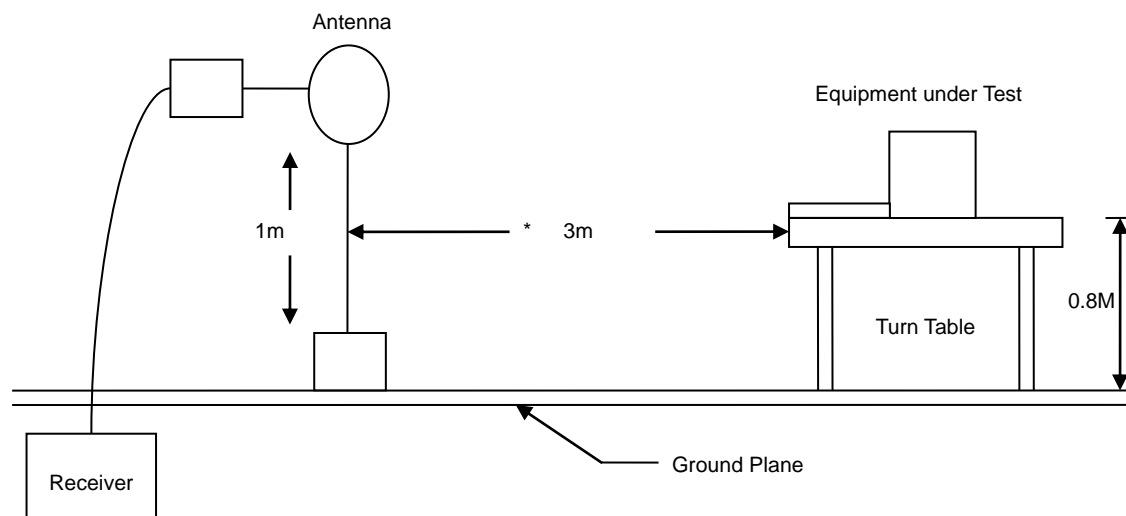 Antenna
Equipment under Test
1m
* 3m
0.8M
Turn Table
Ground Plane
Receiver